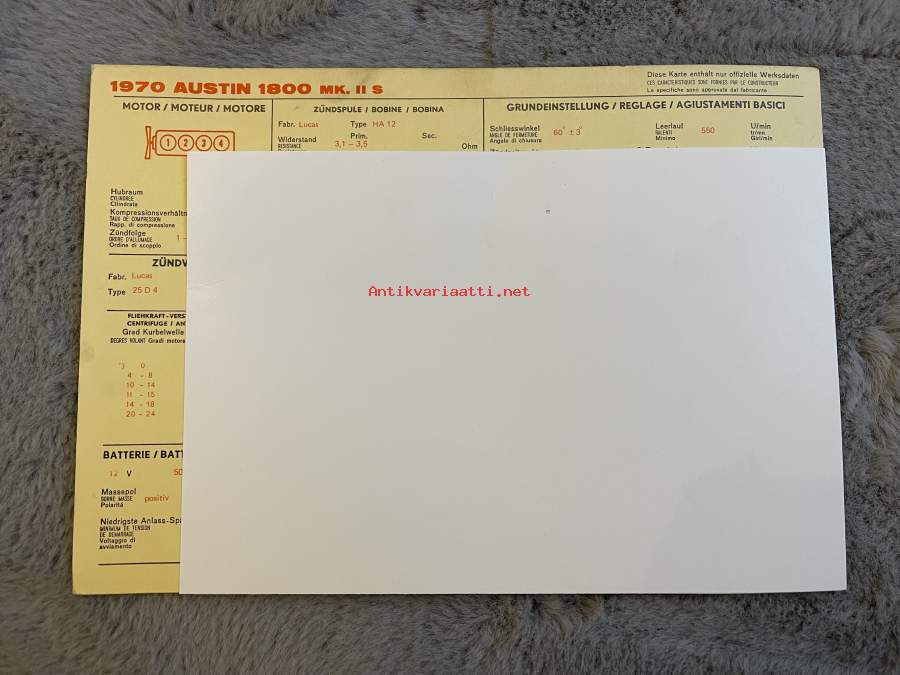 1970 AUSTIN 1800 MK. II S
Diese Karte enthält nur offizielle Werksdaten
CES CARACTERISTIQUES SONT FORNIES PAR LE CONSTRUCTEUR
Le specifiche sono approvate dal fabricante
MOTOR / MOTEUR / MOTORE
1 2 3 4
Hubraum
CYLINDREE
Cilindrata
Kompressionsverhältn
TAUX DE COMPRESSION
Rapp. di compressione
Zündfolge
ORDRE D'ALLUMAGE
Ordine di scoppio
1 –
ZÜNDSPULE / BOBINE / BOBINA
Fabr. Lucas Type HA 12
Prim. Sec.
Widerstand
RESISTANCE
3,1 – 3,5 Ohm
GRUNDEINSTELLUNG / REGLAGE / AGIUSTAMENTI BASICI
Schliesswinkel
ANGLE DE FERMETURE
Angolo di chiusura
60° ± 3°
Leerlauf
RALENTI
Minimo
550
U/min
tr/mn
Giri/min
ZÜNDV
Fabr. Lucas
Type 25 D 4
FLIEHKRAFT-VERS
CENTRIFUGE / AN
Grad Kurbelwelle
DEGRES VOLANT Gradi motore
0
4 - 8
10 - 14
11 - 15
14 - 18
20 - 24
BATTERIE / BATT
12 V 50
Massepol
BORNE MASSE
Polarità
positiv
Niedrigste Anlass-Spa
MINIMUM DE TENSION
DE DEMARRAGE
Voltaggio di
avviamento
Antikvariaatti.net